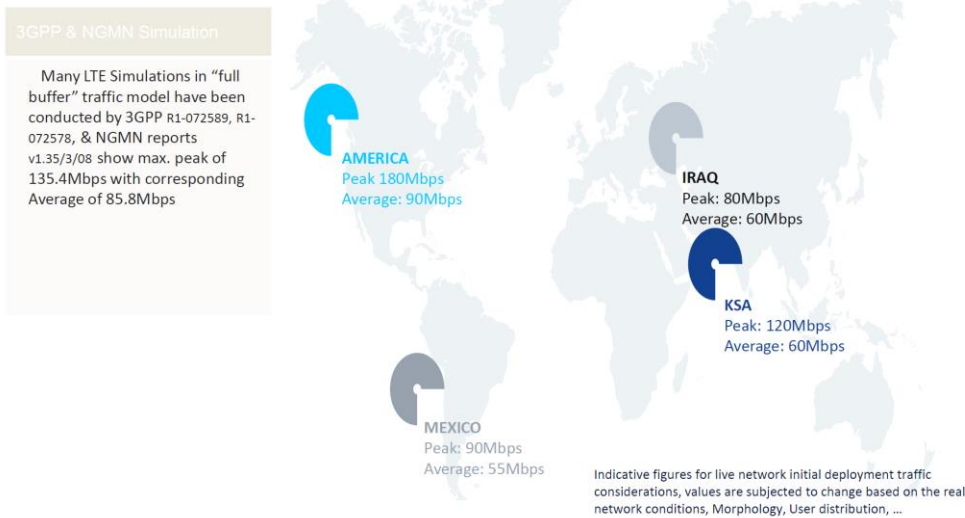 3GPP & NGMN Simulation
Many LTE Simulations in “full
buffer” traffic model have been
conducted by 3GPP R1-072589, R1-
072578, & NGMN reports
v1.35/3/08 show max. peak of
135.4Mbps with corresponding
Average of 85.8Mbps
AMERICA
Peak 180Mbps
Average: 90Mbps
IRAQ
Peak: 80Mbps
Average: 60Mbps
KSA
Peak: 120Mbps
Average: 60Mbps
MEXICO
Peak: 90Mbps
Average: 55Mbps
Indicative figures for live network initial deployment traffic
considerations, values are subjected to change based on the real
network conditions, Morphology, User distribution, ...